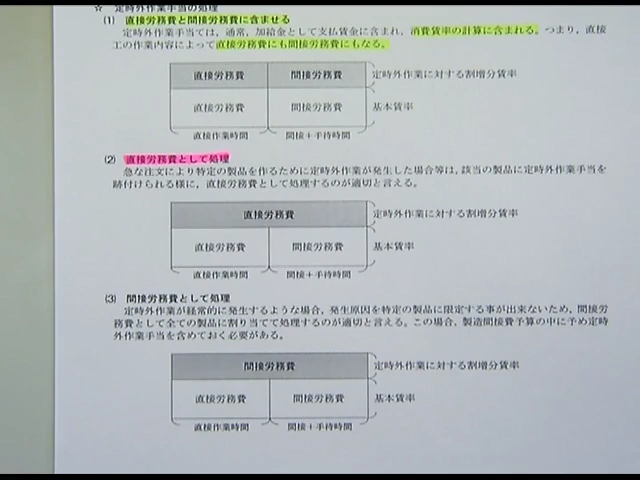 ☆ 定時外作業手当の処理
(1) 直接労務費と間接労務費に含ませる
定時外作業手当ては、通常、加給金として支払賃金に含まれ、消費賃率の計算に含まれる。つまり、直接
工の作業内容によって直接労務費にも間接労務費にもなる。
直接労務費 間接労務費 定時外作業に対する割増分賃率
直接労務費 間接労務費 基本賃率
直接作業時間 間接+手待時間
(2) 直接労務費として処理
急な注文により特定の製品を作るために定時外作業が発生した場合等は、該当の製品に定時外作業手当を
跡付けられる様に、直接労務費として処理するのが適切と言える。
直接労務費 定時外作業に対する割増分賃率
直接労務費 間接労務費 基本賃率
直接作業時間 間接+手待時間
(3) 間接労務費として処理
定時外作業が経常的に発生するような場合、発生原因を特定の製品に限定する事が出来ないため、間接労
務費として全ての製品に割り当てて処理するのが適切と言える。この場合、製造間接費予算の中に予め定時
外作業手当を含めておく必要がある。
間接労務費 定時外作業に対する割増分賃率
直接労務費 間接労務費 基本賃率
直接作業時間 間接+手待時間